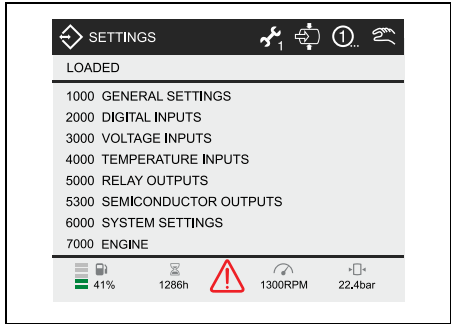 SETTINGS 1 1...
LOADED
1000 GENERAL SETTINGS
2000 DIGITAL INPUTS
3000 VOLTAGE INPUTS
4000 TEMPERATURE INPUTS
5000 RELAY OUTPUTS
5300 SEMICONDUCTOR OUTPUTS
6000 SYSTEM SETTINGS
7000 ENGINE
41% 1286h 1300RPM 22.4bar